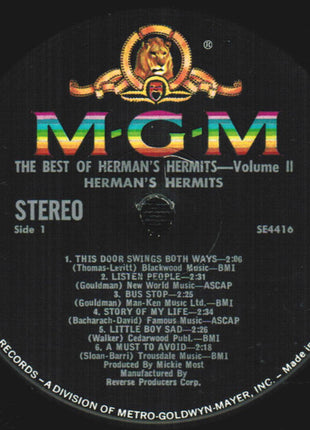 ®
M-G-M
THE BEST OF HERMAN'S HERMITS—Volume II
HERMAN'S HERMITS
STEREO
Side 1
SE4416
1. THIS DOOR SWINGS BOTH WAYS—2:06
(Thomas-Levitt) Blackwood Music—BMI
2. LISTEN PEOPLE—2:31
(Gouldman) New World Music—ASCAP
3. BUS STOP—2:25
(Gouldman) Man-Ken Music Ltd.—BMI
4. STORY OF MY LIFE—2:34
(Bacharach-David) Famous Music—ASCAP
5. LITTLE BOY SAD—2:26
(Walker) Cedarwood Publ.—BMI
6. A MUST TO AVOID—2:18
(Sloan-Barri) Trousdale Music—BMI
Produced by Mickie Most
Manufactured by
Reverse Producers Corp.
RECORDS – A DIVISION OF METRO-GOLDWYN-MAYER, INC. – Made in